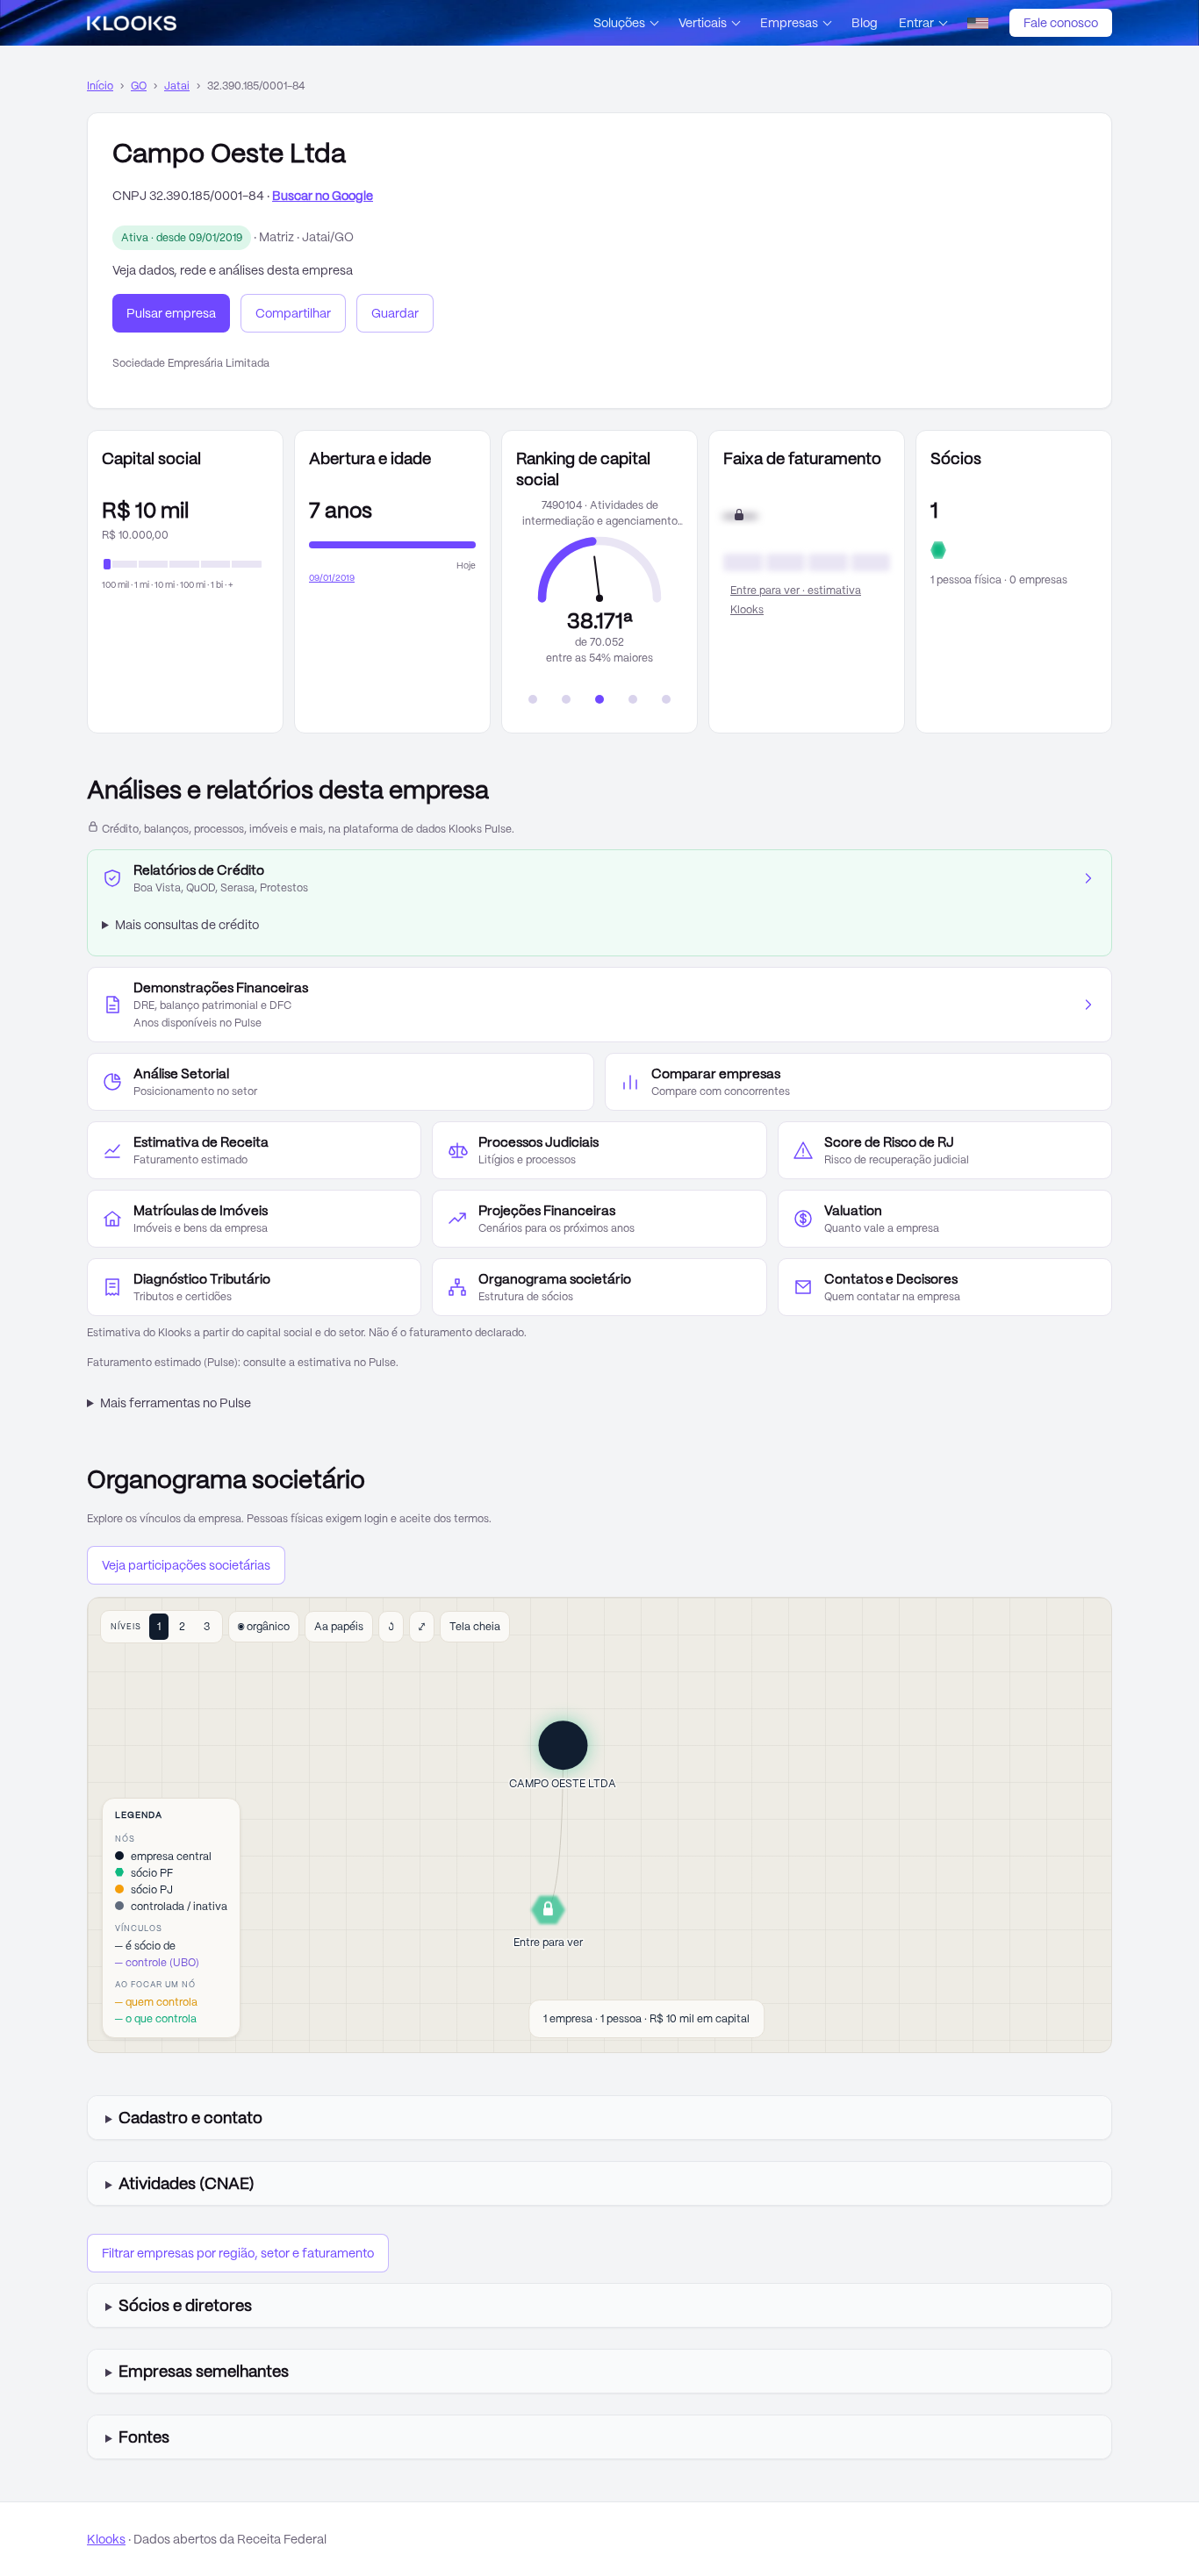 KLOOKS
Soluções Verticais Empresas Blog Entrar Fale conosco
Início › GO › Jatai › 32.390.185/0001-84
Campo Oeste Ltda
CNPJ 32.390.185/0001-84 · Buscar no Google
Ativa · desde 09/01/2019 · Matriz · Jatai/GO
Veja dados, rede e análises desta empresa
Pulsar empresa Compartilhar Guardar
Sociedade Empresária Limitada
Capital social
R$ 10 mil
R$ 10.000,00
100 mil · 1 mi · 10 mi · 100 mi · 1 bi · +
Abertura e idade
7 anos
Hoje
09/01/2019
Ranking de capital
social
7490104 · Atividades de
intermediação e agenciamento…
38.171ª
de 70.052
entre as 54% maiores
Faixa de faturamento
Entre para ver · estimativa
Klooks
Sócios
1
1 pessoa física · 0 empresas
Análises e relatórios desta empresa
Crédito, balanços, processos, imóveis e mais, na plataforma de dados Klooks Pulse.
Relatórios de Crédito
Boa Vista, QuOD, Serasa, Protestos
▶ Mais consultas de crédito
Demonstrações Financeiras
DRE, balanço patrimonial e DFC
Anos disponíveis no Pulse
Análise Setorial
Posicionamento no setor
Comparar empresas
Compare com concorrentes
Estimativa de Receita
Faturamento estimado
Processos Judiciais
Litígios e processos
Score de Risco de RJ
Risco de recuperação judicial
Matrículas de Imóveis
Imóveis e bens da empresa
Projeções Financeiras
Cenários para os próximos anos
Valuation
Quanto vale a empresa
Diagnóstico Tributário
Tributos e certidões
Organograma societário
Estrutura de sócios
Contatos e Decisores
Quem contatar na empresa
Estimativa do Klooks a partir do capital social e do setor. Não é o faturamento declarado.
Faturamento estimado (Pulse): consulte a estimativa no Pulse.
▶ Mais ferramentas no Pulse
Organograma societário
Explore os vínculos da empresa. Pessoas físicas exigem login e aceite dos termos.
Veja participações societárias
NÍVEIS 1 2 3 ◉ orgânico Aa papéis ⤢ Tela cheia
CAMPO OESTE LTDA
Entre para ver
LEGENDA
NÓS
empresa central
sócio PF
sócio PJ
controlada / inativa
VÍNCULOS
— é sócio de
— controle (UBO)
AO FOCAR UM NÓ
— quem controla
— o que controla
1 empresa · 1 pessoa · R$ 10 mil em capital
▶ Cadastro e contato
▶ Atividades (CNAE)
Filtrar empresas por região, setor e faturamento
▶ Sócios e diretores
▶ Empresas semelhantes
▶ Fontes
Klooks · Dados abertos da Receita Federal